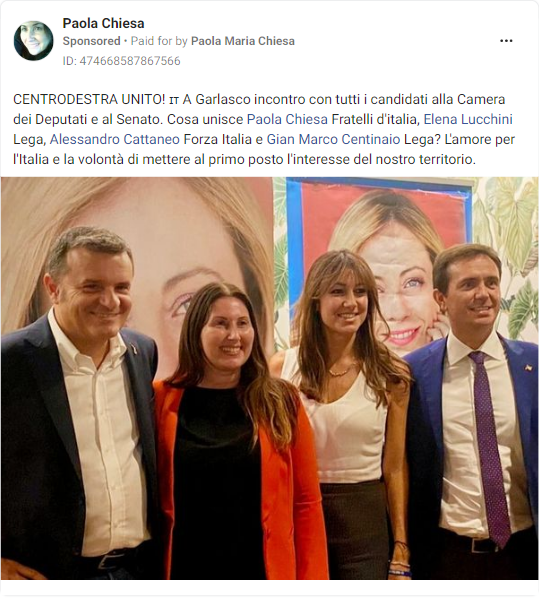 Paola Chiesa
Sponsored • Paid for by Paola Maria Chiesa
ID: 474668587867566
CENTRODESTRA UNITO! ɪᴛ A Garlasco incontro con tutti i candidati alla Camera
dei Deputati e al Senato. Cosa unisce Paola Chiesa Fratelli d'italia, Elena Lucchini
Lega, Alessandro Cattaneo Forza Italia e Gian Marco Centinaio Lega? L'amore per
l'Italia e la volontà di mettere al primo posto l'interesse del nostro territorio.